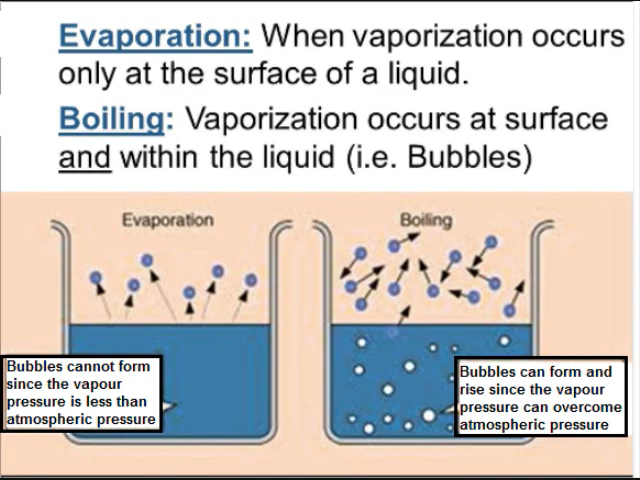 Evaporation: When vaporization occurs
only at the surface of a liquid.
Boiling: Vaporization occurs at surface
and within the liquid (i.e. Bubbles)
Evaporation
Boiling
Bubbles cannot form
since the vapour
pressure is less than
atmospheric pressure
Bubbles can form and
rise since the vapour
pressure can overcome
atmospheric pressure